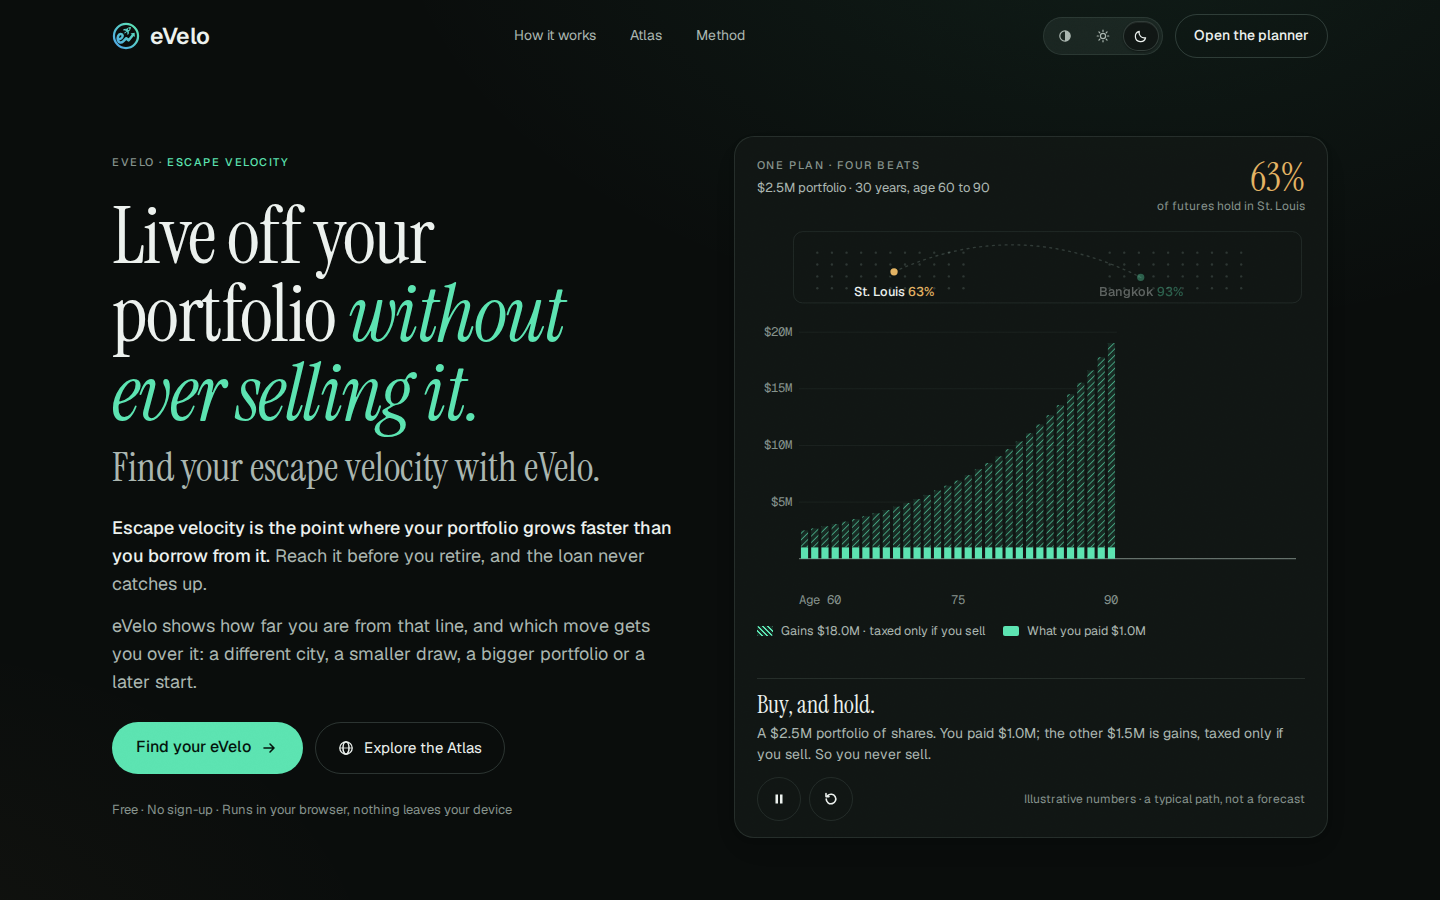 eVelo
How it works
Atlas
Method
Open the planner
EVELO · ESCAPE VELOCITY
Live off your
portfolio without
ever selling it.
Find your escape velocity with eVelo.
Escape velocity is the point where your portfolio grows faster than
you borrow from it. Reach it before you retire, and the loan never
catches up.
eVelo shows how far you are from that line, and which move gets
you over it: a different city, a smaller draw, a bigger portfolio or a
later start.
Find your eVelo
Explore the Atlas
Free · No sign-up · Runs in your browser, nothing leaves your device
ONE PLAN · FOUR BEATS
$2.5M portfolio · 30 years, age 60 to 90
63%
of futures hold in St. Louis
St. Louis 63%
Bangkok 93%
$20M
$15M
$10M
$5M
Age 60
75
90
Gains $18.0M · taxed only if you sell
What you paid $1.0M
Buy, and hold.
A $2.5M portfolio of shares. You paid $1.0M; the other $1.5M is gains, taxed only if
you sell. So you never sell.
Illustrative numbers · a typical path, not a forecast